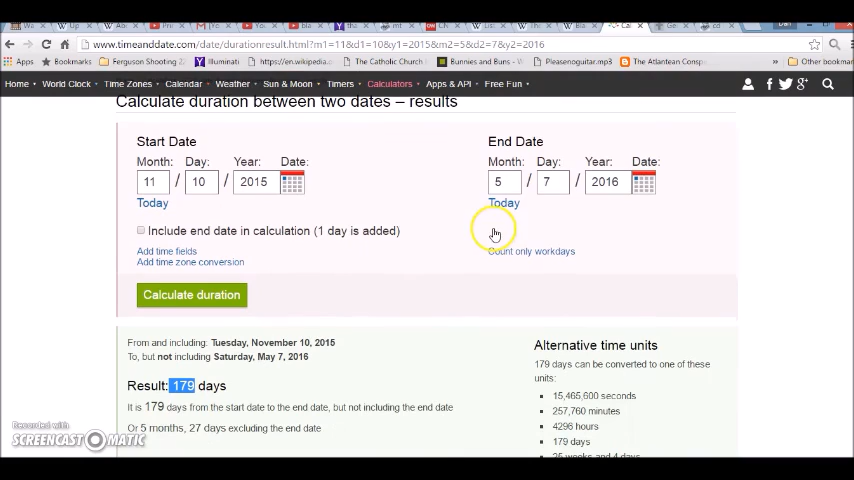 Up
Y
www.timeanddate.com/date/durationresult.html?m1=11&d1=10&y1=2015&m2=5&d2=7&y2=2016
Apps Bookmarks Ferguson Shooting Illuminati https://en.wikipedia. The Catholic Church Bunnies and Buns - W Pleasenoguitar.mp3 The Atlantean Consp Other bookmar
Home World Clock Time Zones Calendar Weather Sun & Moon Timers Calculators Apps & API Free Fun
Calculate duration between two dates – results
Start Date End Date
Month: Day: Year: Date: Month: Day: Year: Date:
11 / 10 / 2015 5 / 7 / 2016
Today Today
Include end date in calculation (1 day is added)
Add time fields Count only workdays
Add time zone conversion
Calculate duration
From and including: Tuesday, November 10, 2015
To, but not including Saturday, May 7, 2016
Result: 179 days
It is 179 days from the start date to the end date, but not including the end date
Or 5 months, 27 days excluding the end date
Alternative time units
179 days can be converted to one of these
units:
15,465,600 seconds
257,760 minutes
4296 hours
179 days
25 weeks and 4 days
Recorded with
SCREENCAST-O-MATIC